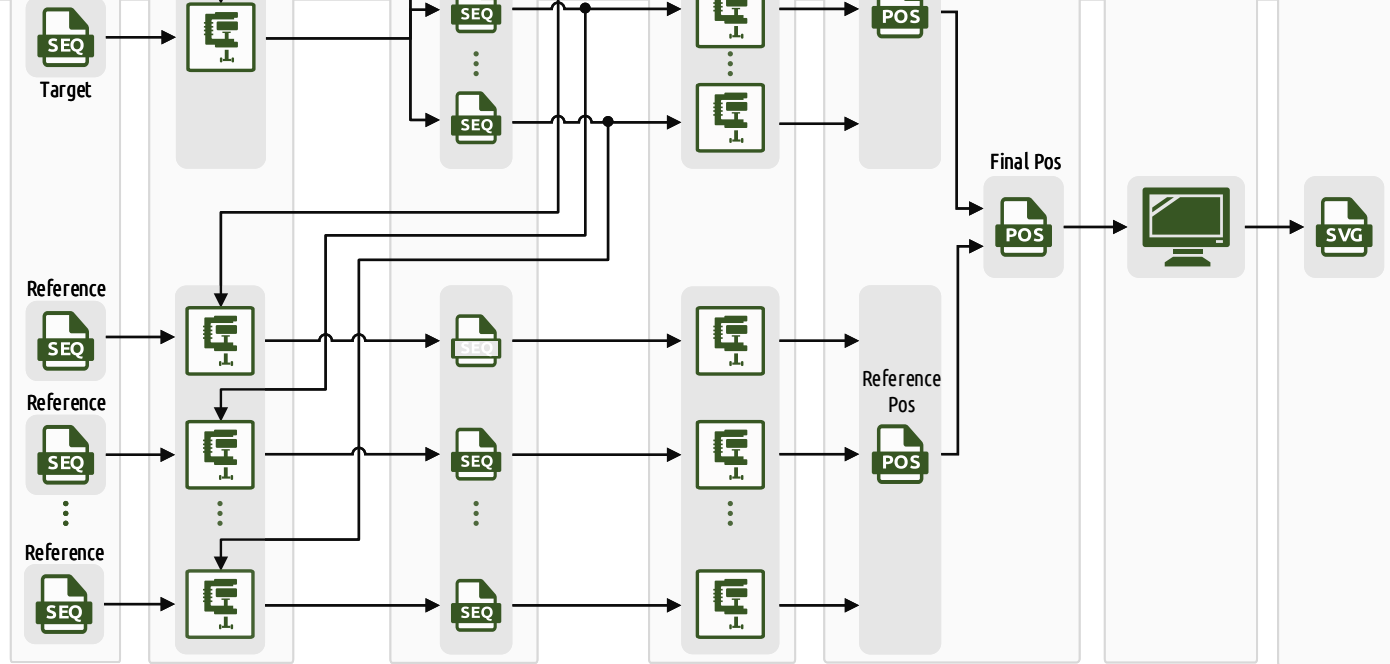 SEQ
SEQ
POS
Target
SEQ
Final Pos
POS
SVG
Reference
SEQ
SEQ
Reference
Pos
Reference
SEQ
SEQ
POS
Reference
SEQ
SEQ